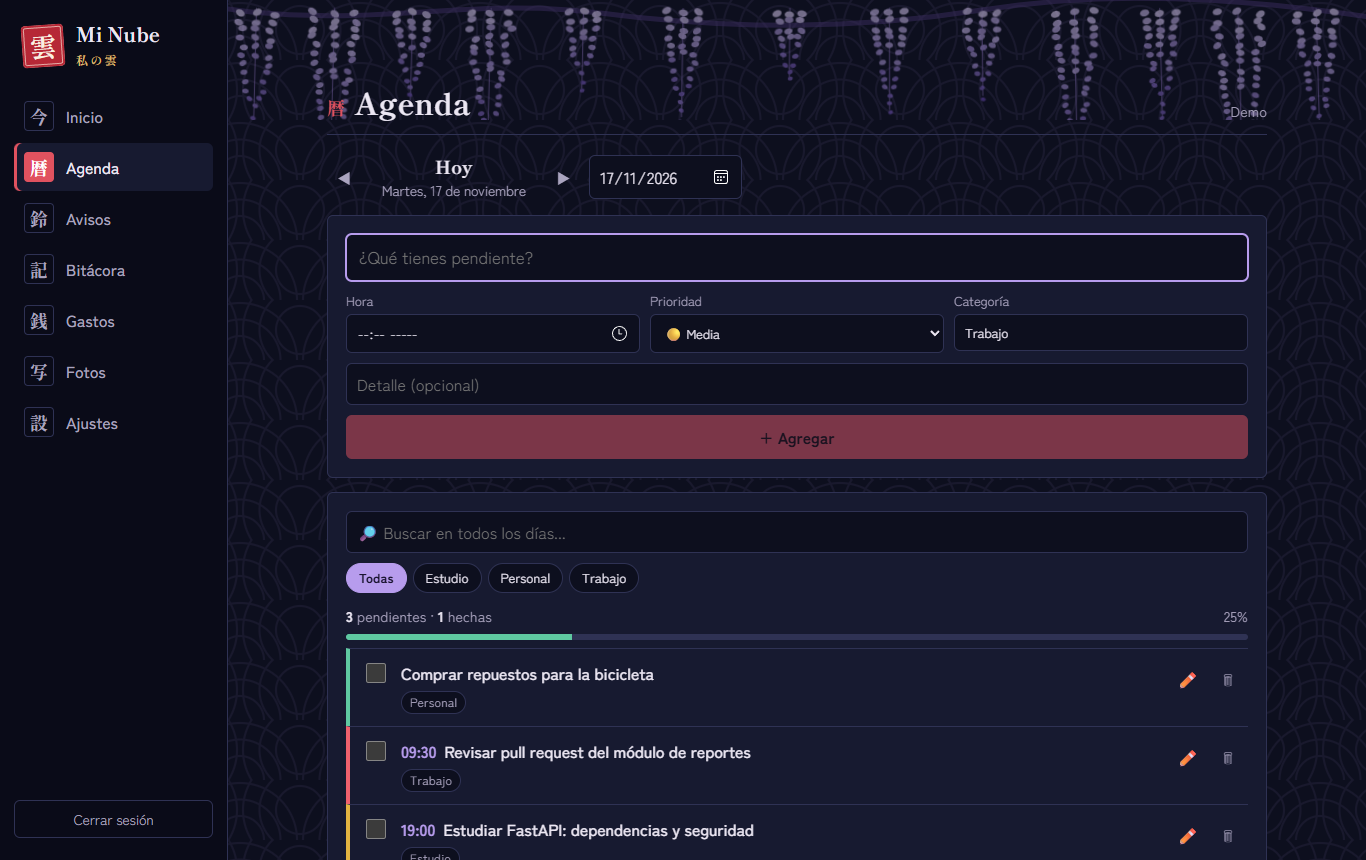 雲
Mi Nube
私の雲
今 Inicio
暦 Agenda
鈴 Avisos
記 Bitácora
銭 Gastos
写 Fotos
設 Ajustes
Cerrar sesión
暦 Agenda
Demo
◀ Hoy ▶
Martes, 17 de noviembre
17/11/2026
¿Qué tienes pendiente?
Hora
Prioridad
Categoría
--:-- -----
Media
Trabajo
Detalle (opcional)
+ Agregar
Buscar en todos los días...
Todas
Estudio
Personal
Trabajo
3 pendientes · 1 hechas
25%
Comprar repuestos para la bicicleta
Personal
09:30 Revisar pull request del módulo de reportes
Trabajo
19:00 Estudiar FastAPI: dependencias y seguridad
Estudio